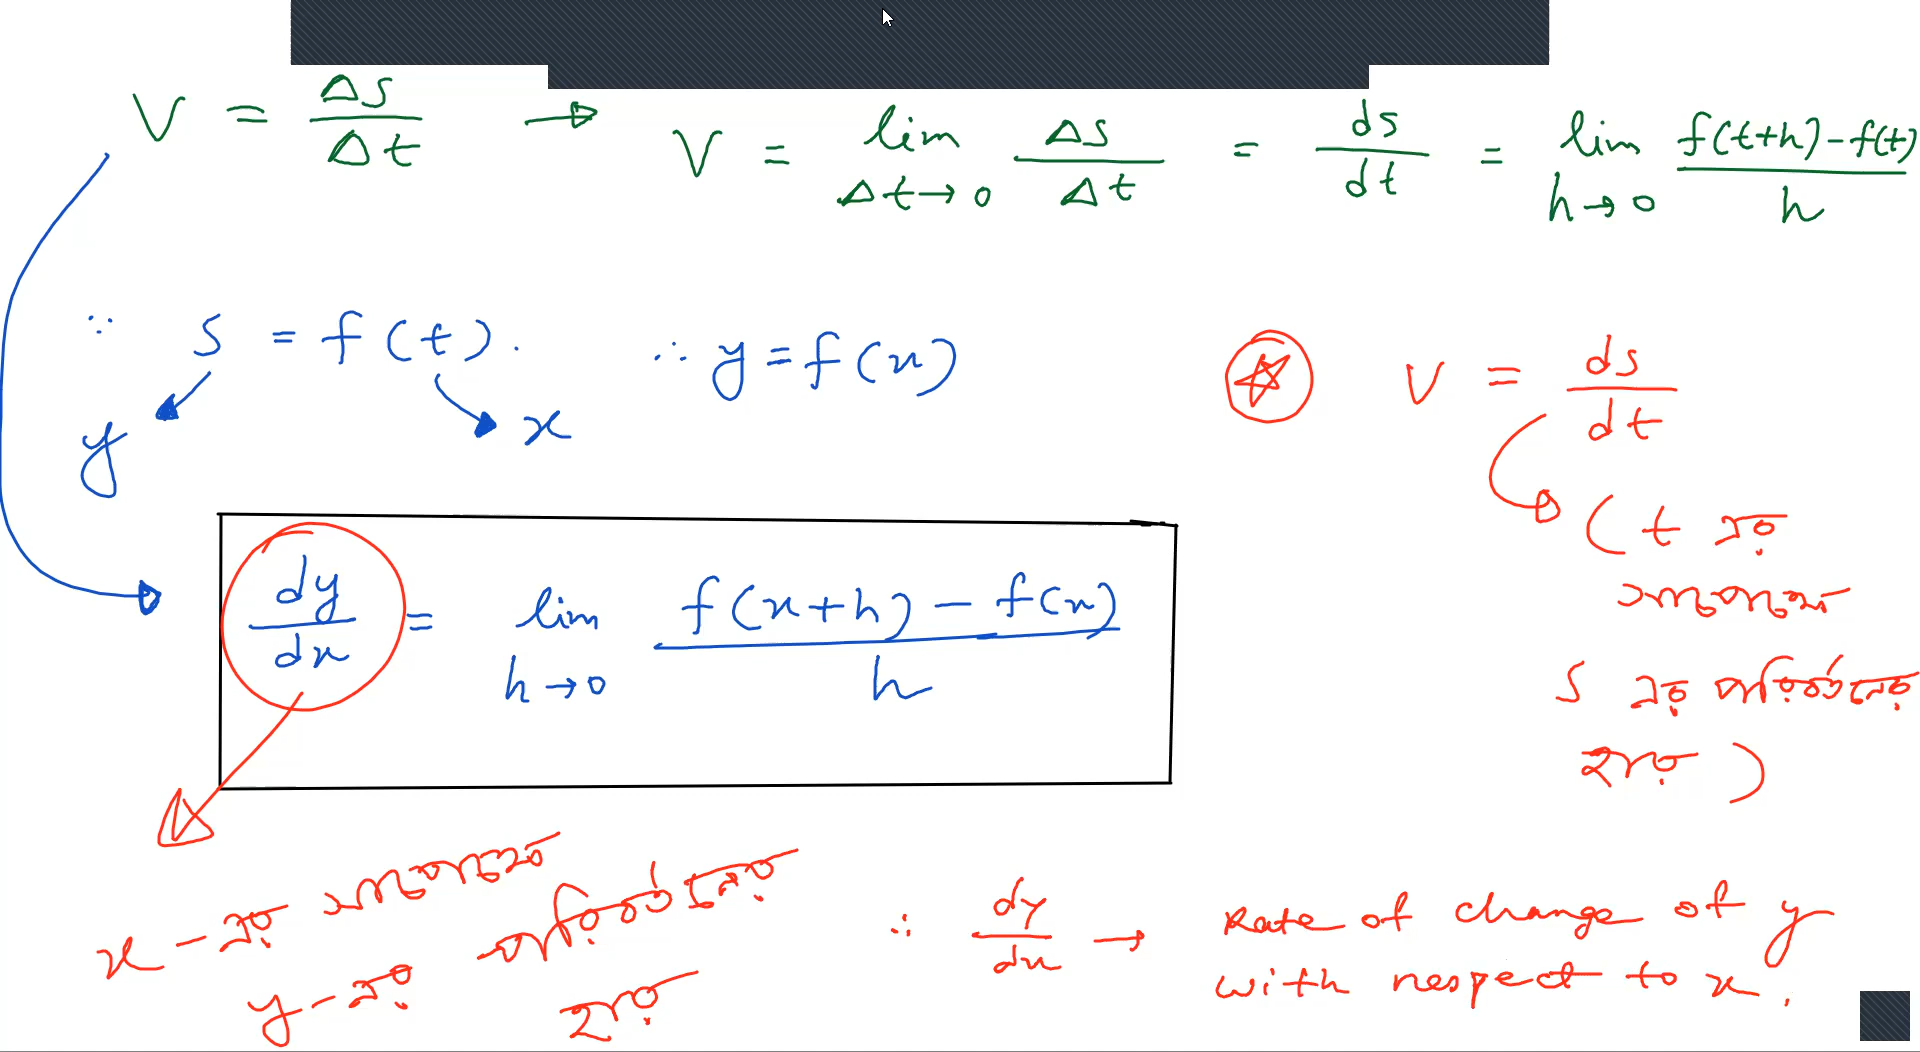 V = Δs/Δt → V = lim Δt→0 Δs/Δt = ds/dt = lim h→0 (f(t+h) - f(t))/h
∵ s = f(t). ∴ y = f(x)
y x
V = ds/dt
(t এর
সাপেক্ষে
s এর পরিবর্তনের
হার)
dy/dx = lim h→0 (f(x+h) - f(x))/h
x-এর সাপেক্ষে
y-এর পরিবর্তনের
হার
∴ dy/dx → Rate of change of y
with respect to x.